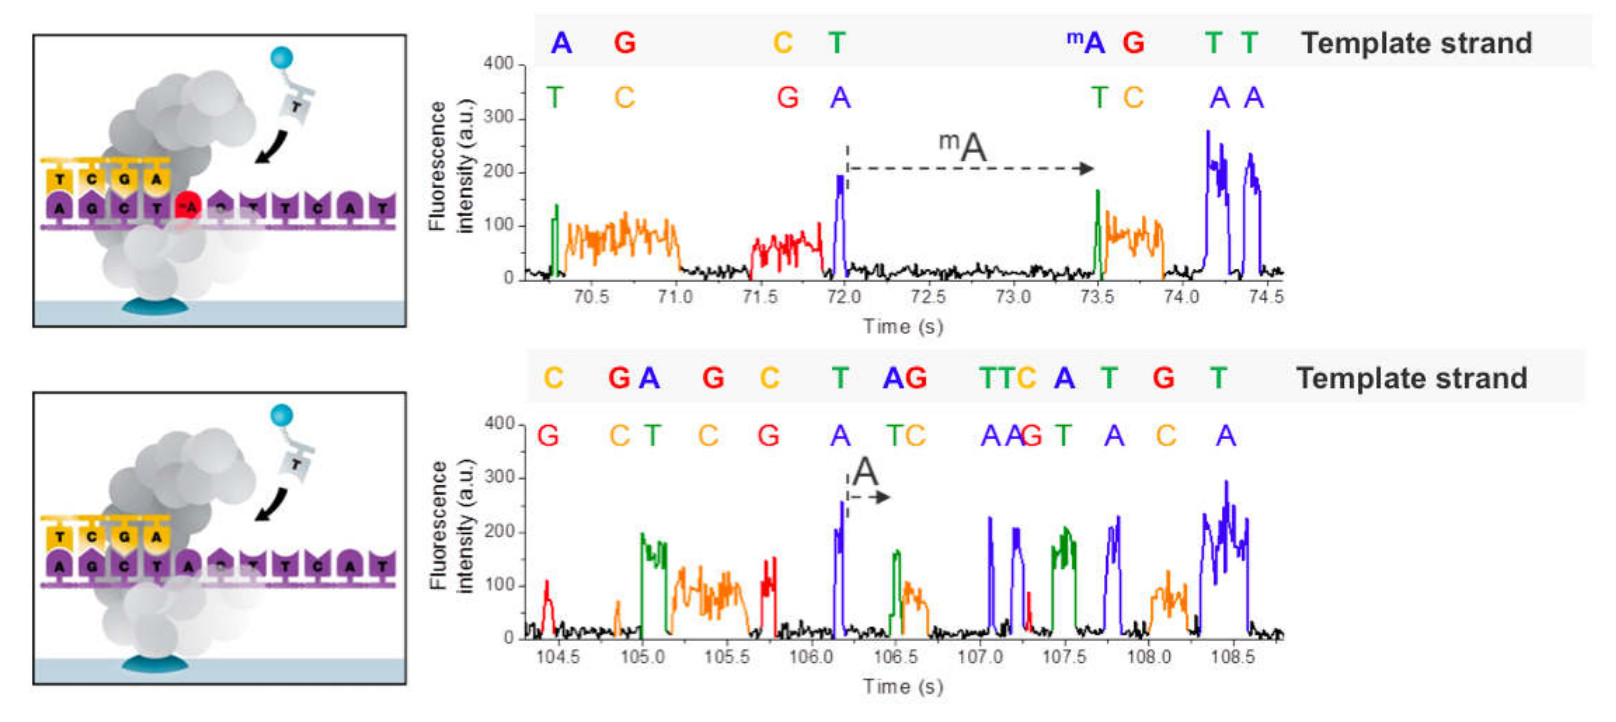 A G C T ᵐA G T T Template strand
T C G A T C A A
ᵐA
400
300
200
100
0
Fluorescence
intensity (a.u.)
70.5 71.0 71.5 72.0 72.5 73.0 73.5 74.0 74.5
Time (s)
T
T C G A
A G C T ᵐA G T T C A T
C G A G C T A G T T C A T G T Template strand
G C T C G A T C A A G T A C A
A
400
300
200
100
0
Fluorescence
intensity (a.u.)
104.5 105.0 105.5 106.0 106.5 107.0 107.5 108.0 108.5
Time (s)
T
T C G A
A G C T A G T T C A T